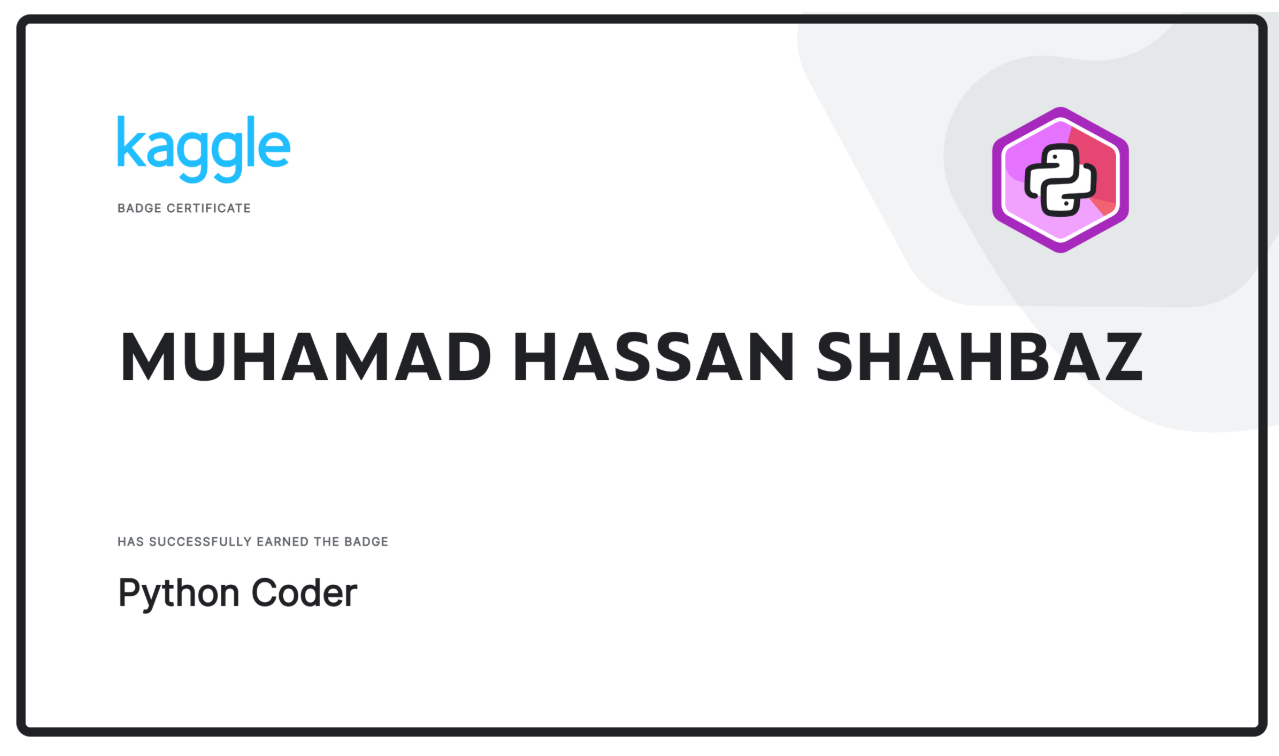 kaggle
BADGE CERTIFICATE
MUHAMAD HASSAN SHAHBAZ
HAS SUCCESSFULLY EARNED THE BADGE
Python Coder